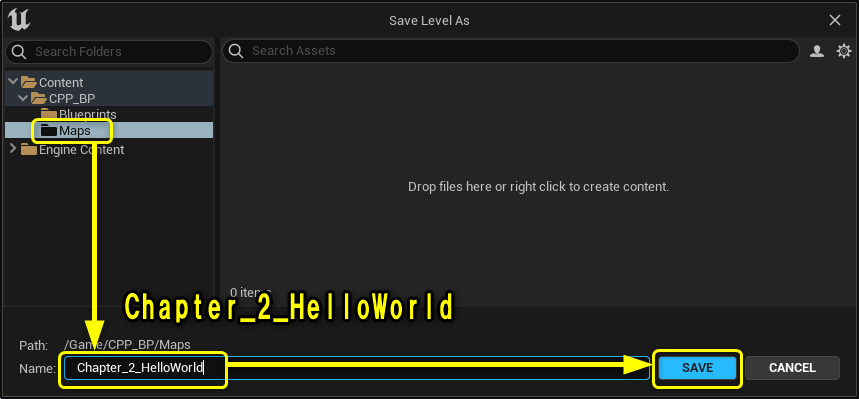 Save Level As
Search Folders
Search Assets
Content
CPP_BP
Blueprints
Maps
Engine Content
Drop files here or right click to create content.
0 items
Chapter_2_HelloWorld
Path: /Game/CPP_BP/Maps
Name: Chapter_2_HelloWorld
SAVE
CANCEL